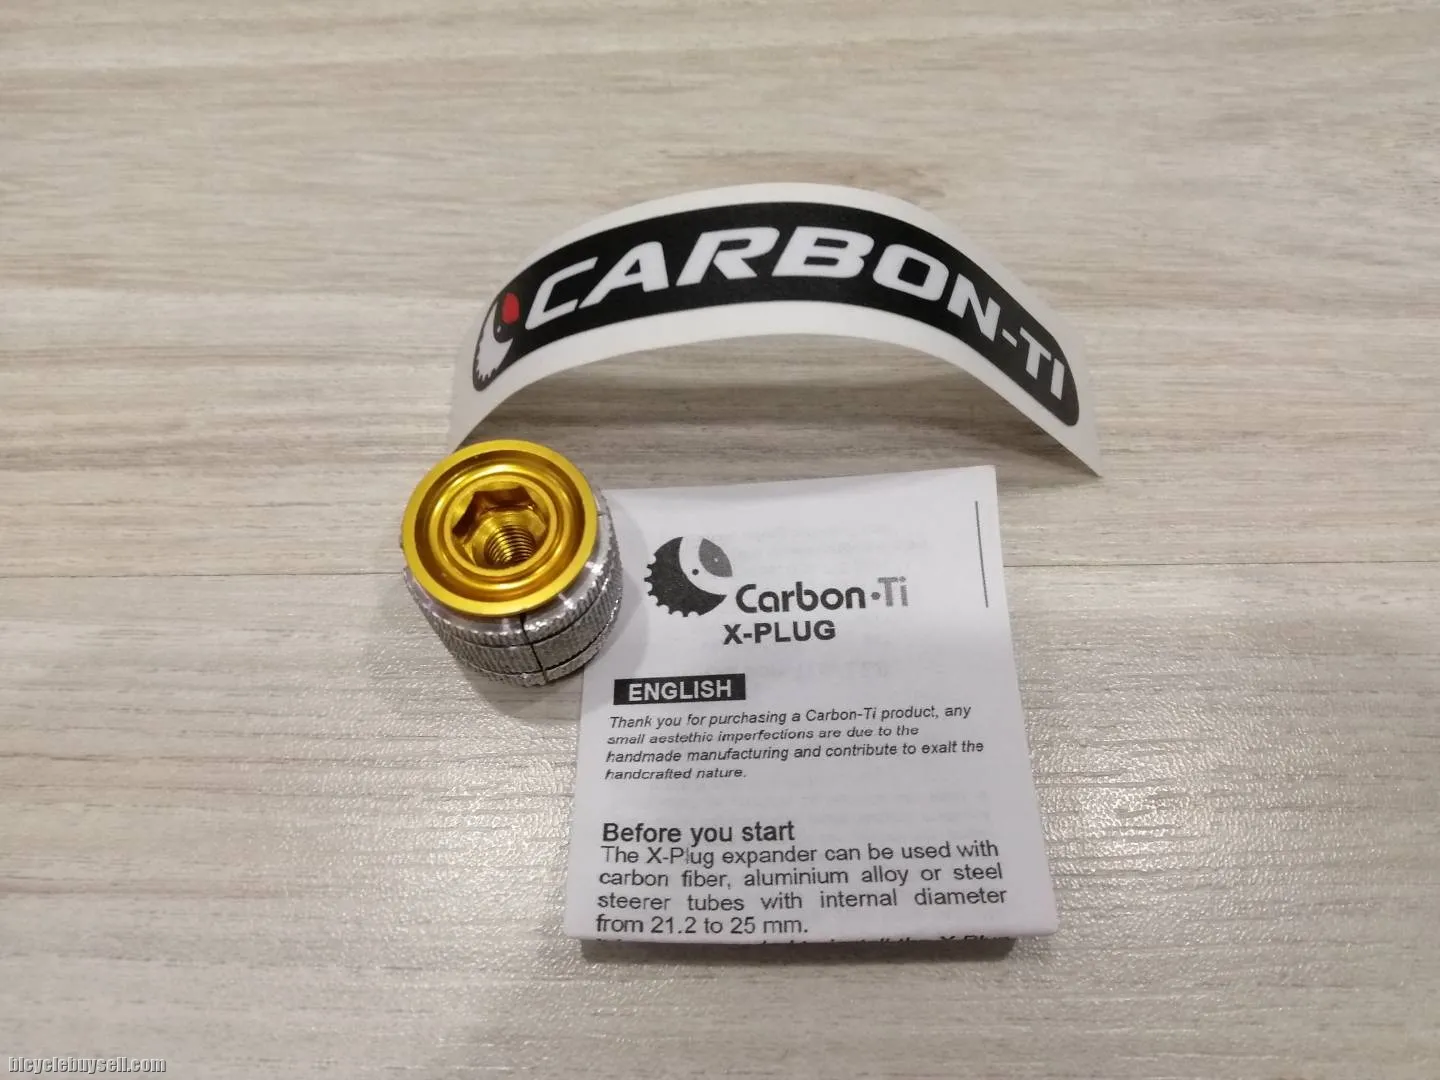 CARBON-TI
Carbon-Ti
X-PLUG
ENGLISH
Thank you for purchasing a Carbon-Ti product, any
small aestethic imperfections are due to the
handmade manufacturing and contribute to exalt the
handcrafted nature.
Before you start
The X-Plug expander can be used with
carbon fiber, aluminium alloy or steel
steerer tubes with internal diameter
from 21.2 to 25 mm.
bicyclebuysell.com